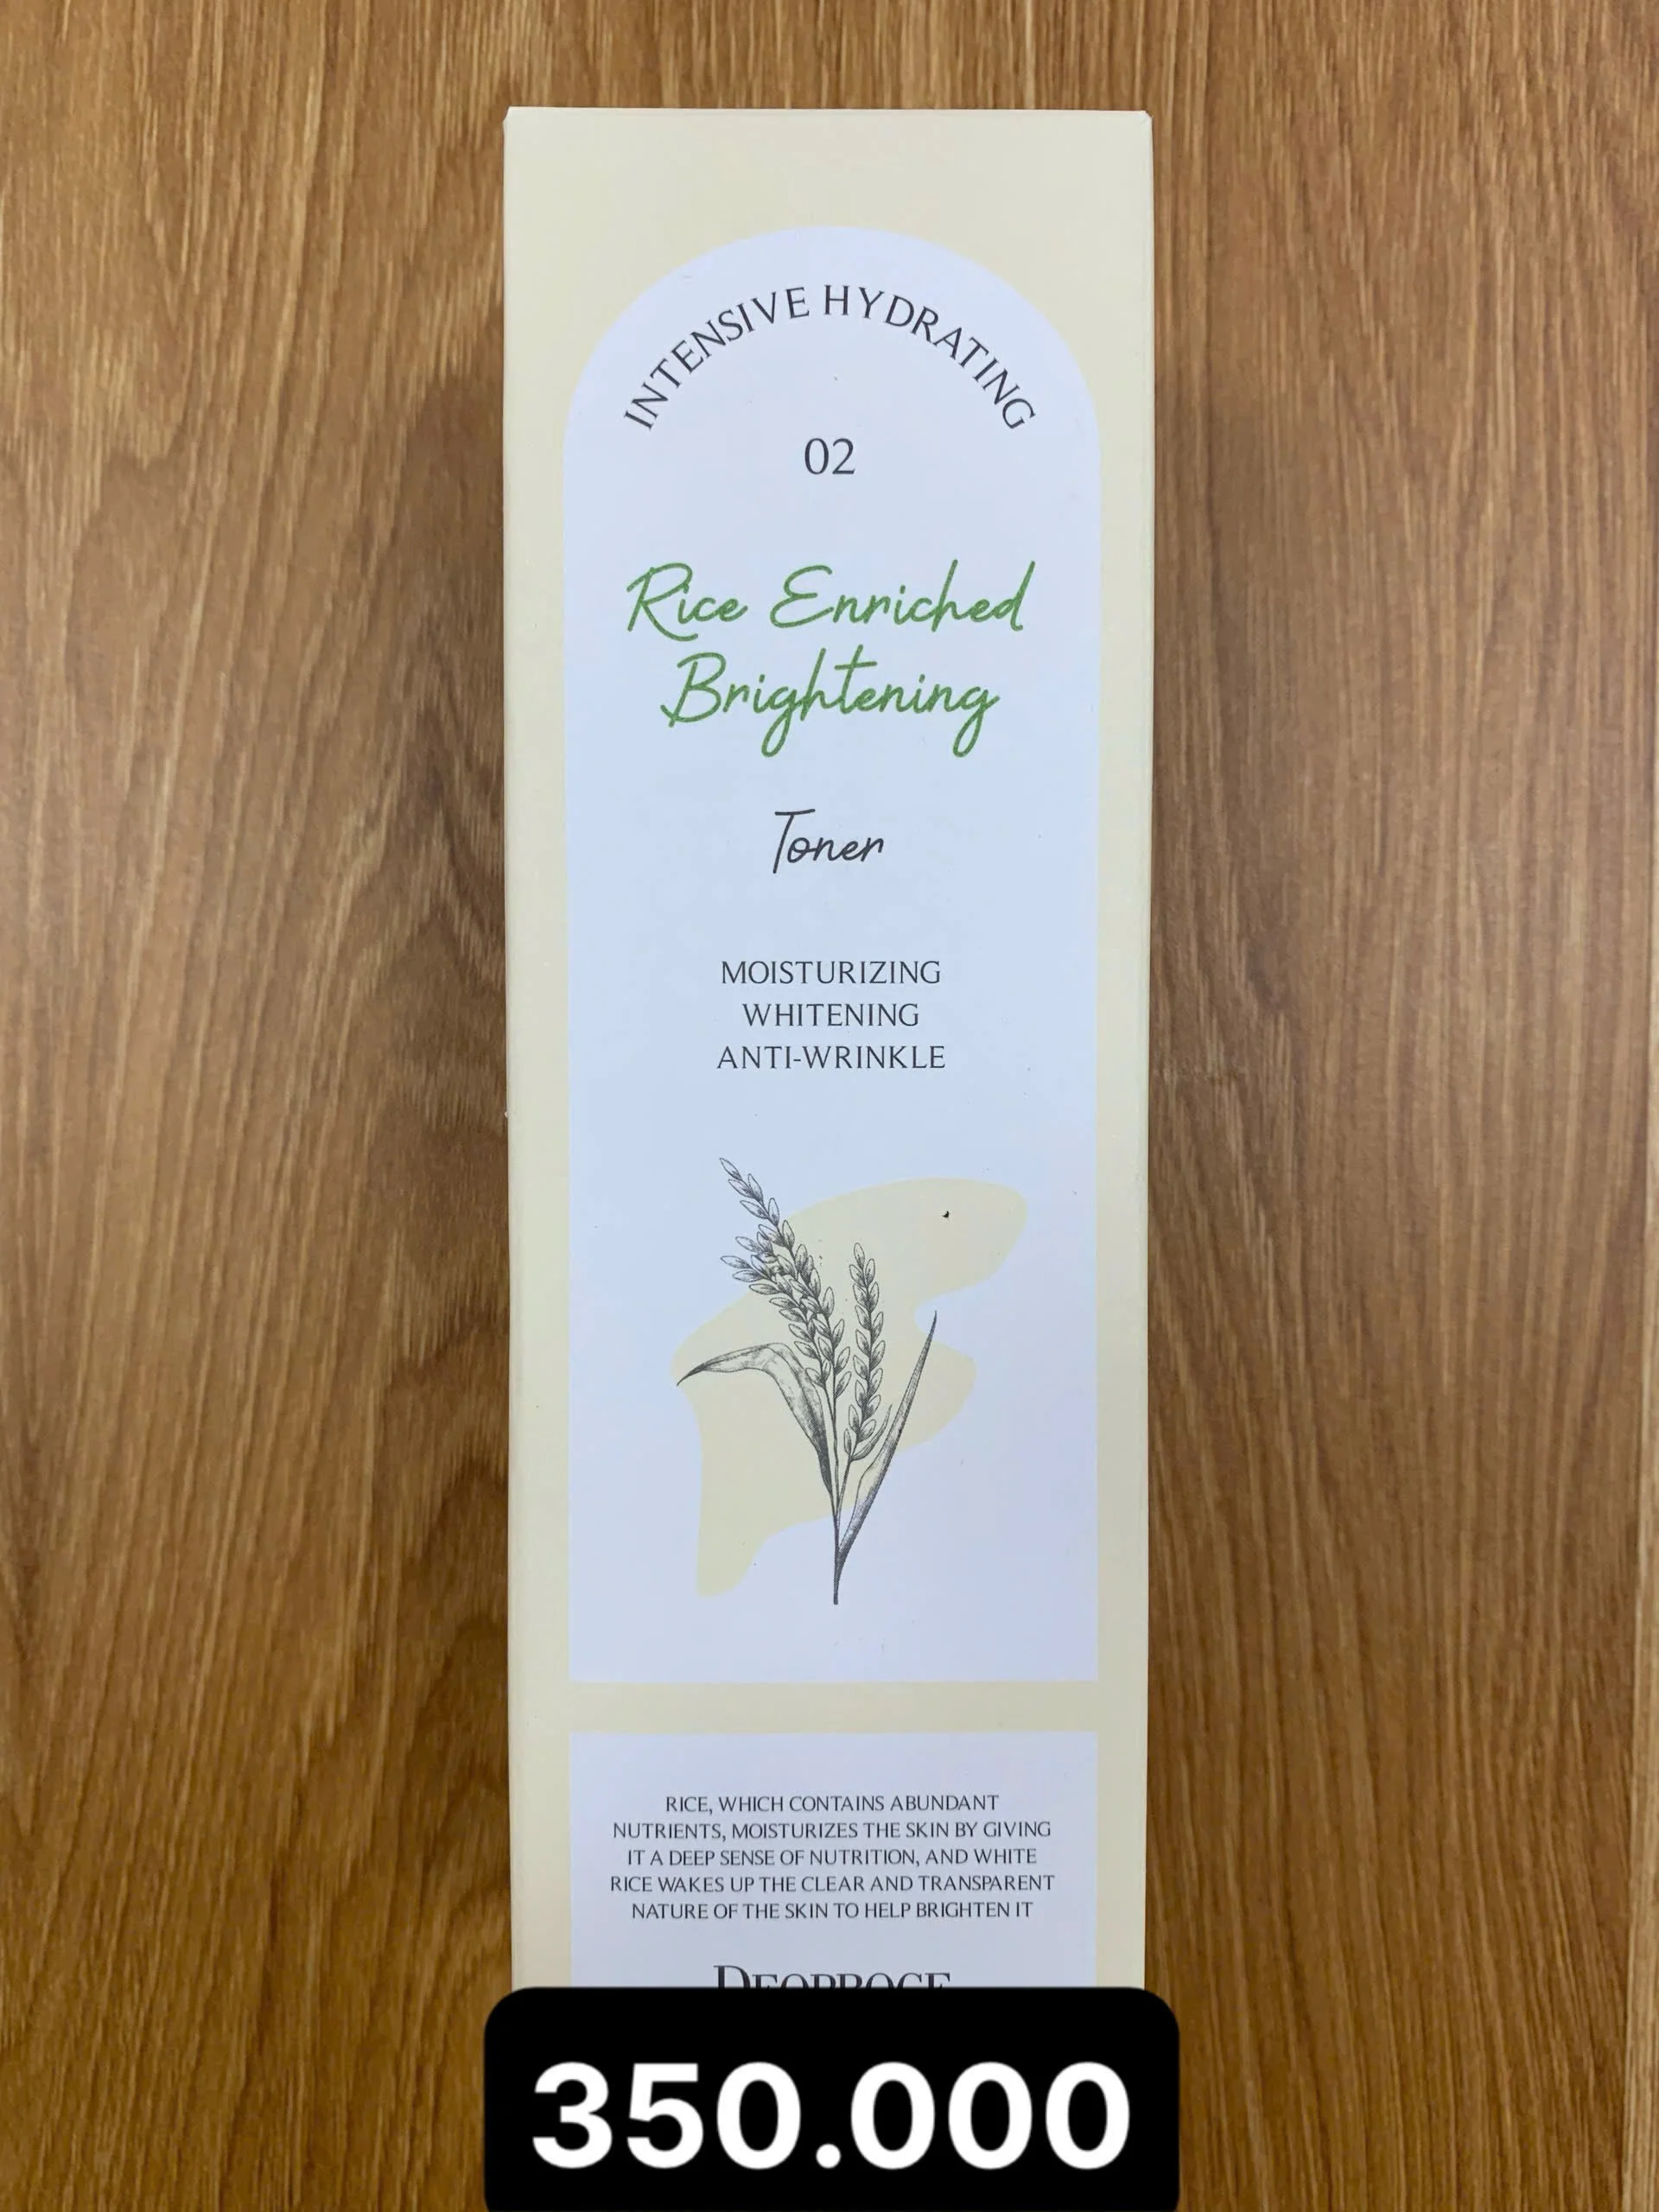 INTENSIVE HYDRATING
02
Rice Enriched
Brightening
Toner
MOISTURIZING
WHITENING
ANTI-WRINKLE
RICE, WHICH CONTAINS ABUNDANT
NUTRIENTS, MOISTURIZES THE SKIN BY GIVING
IT A DEEP SENSE OF NUTRITION, AND WHITE
RICE WAKES UP THE CLEAR AND TRANSPARENT
NATURE OF THE SKIN TO HELP BRIGHTEN IT
DEOPROCE
350.000